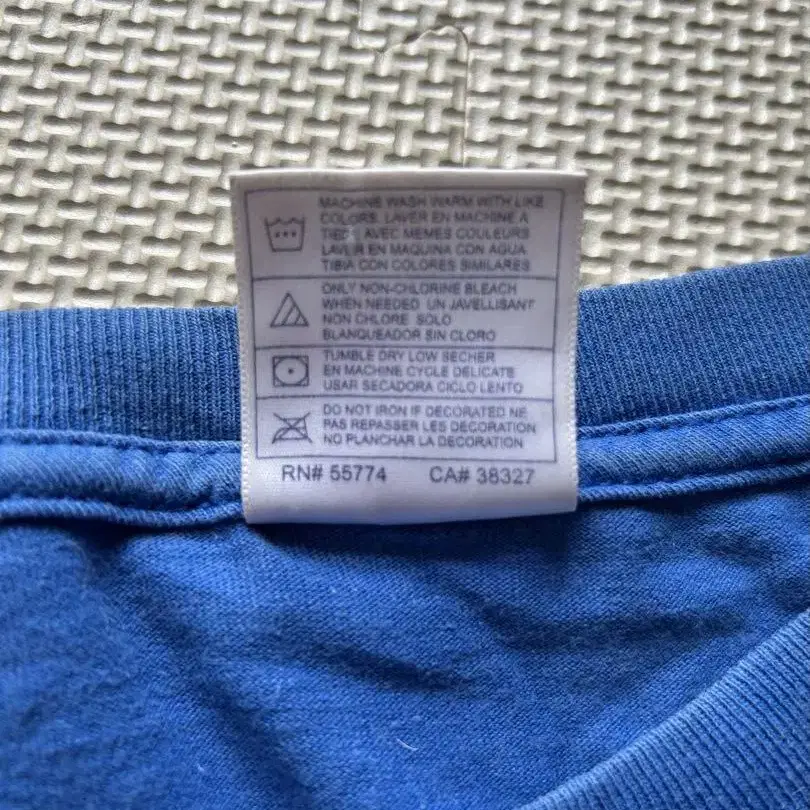 MACHINE WASH WARM WITH LIKE
COLORS. LAVER EN MACHINE A
AVEC MEMES COULEURS
LAVER EN MAQUINA CON AGUA
TIBIA CON COLORES SIMILARES
ONLY NON-CHLORINE BLEACH
WHEN NEEDED UN JAVELLISANT
NON CHLORE SOLO
BLANQUEADOR SIN CLORO
TUMBLE DRY LOW SECHER
EN MACHINE CYCLE DELICATE
USAR SECADORA CICLO LENTO
DO NOT IRON IF DECORATED NE
PAS REPASSER LES DECORATION
NO PLANCHAR LA DECORATION
RN# 55774 CA# 38327